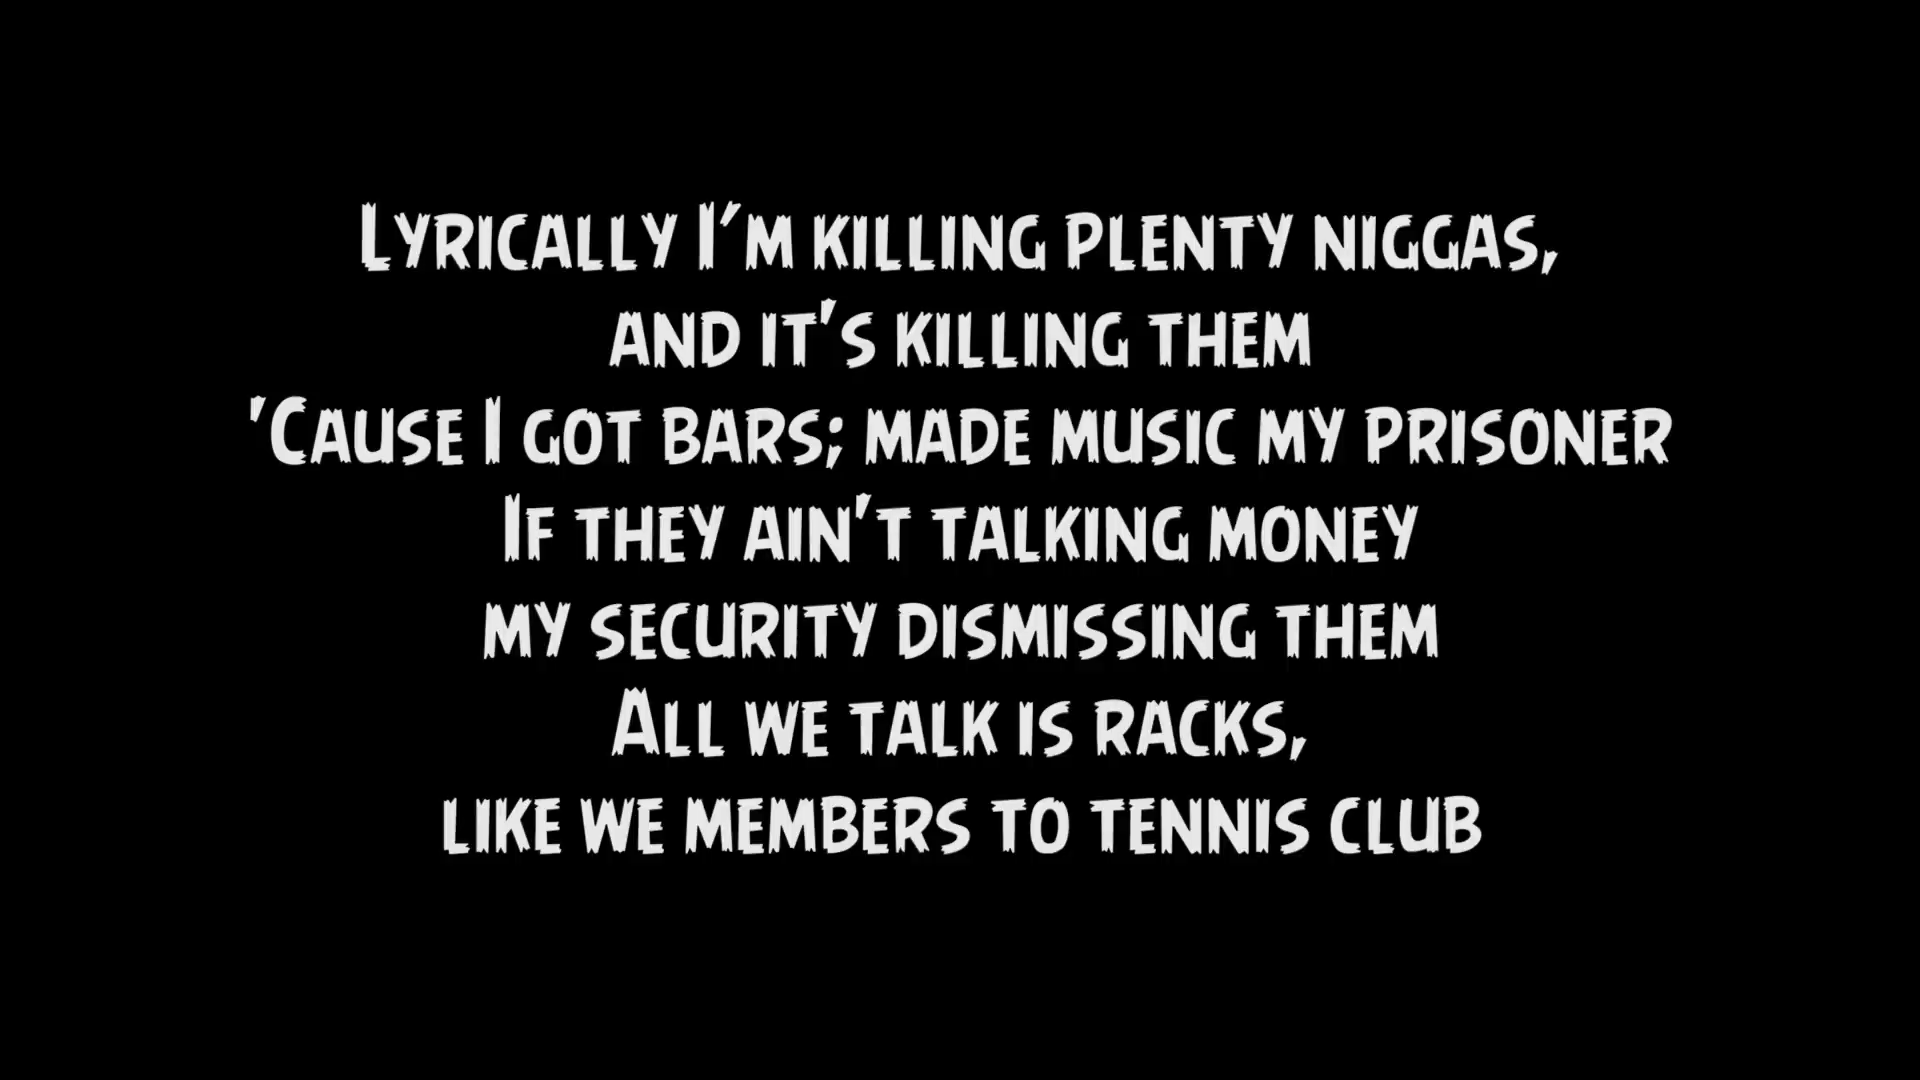 Lyrically I'm killing plenty niggas,
and it's killing them
'Cause I got bars; made music my prisoner
If they ain't talking money
my security dismissing them
All we talk is racks,
like we members to tennis club